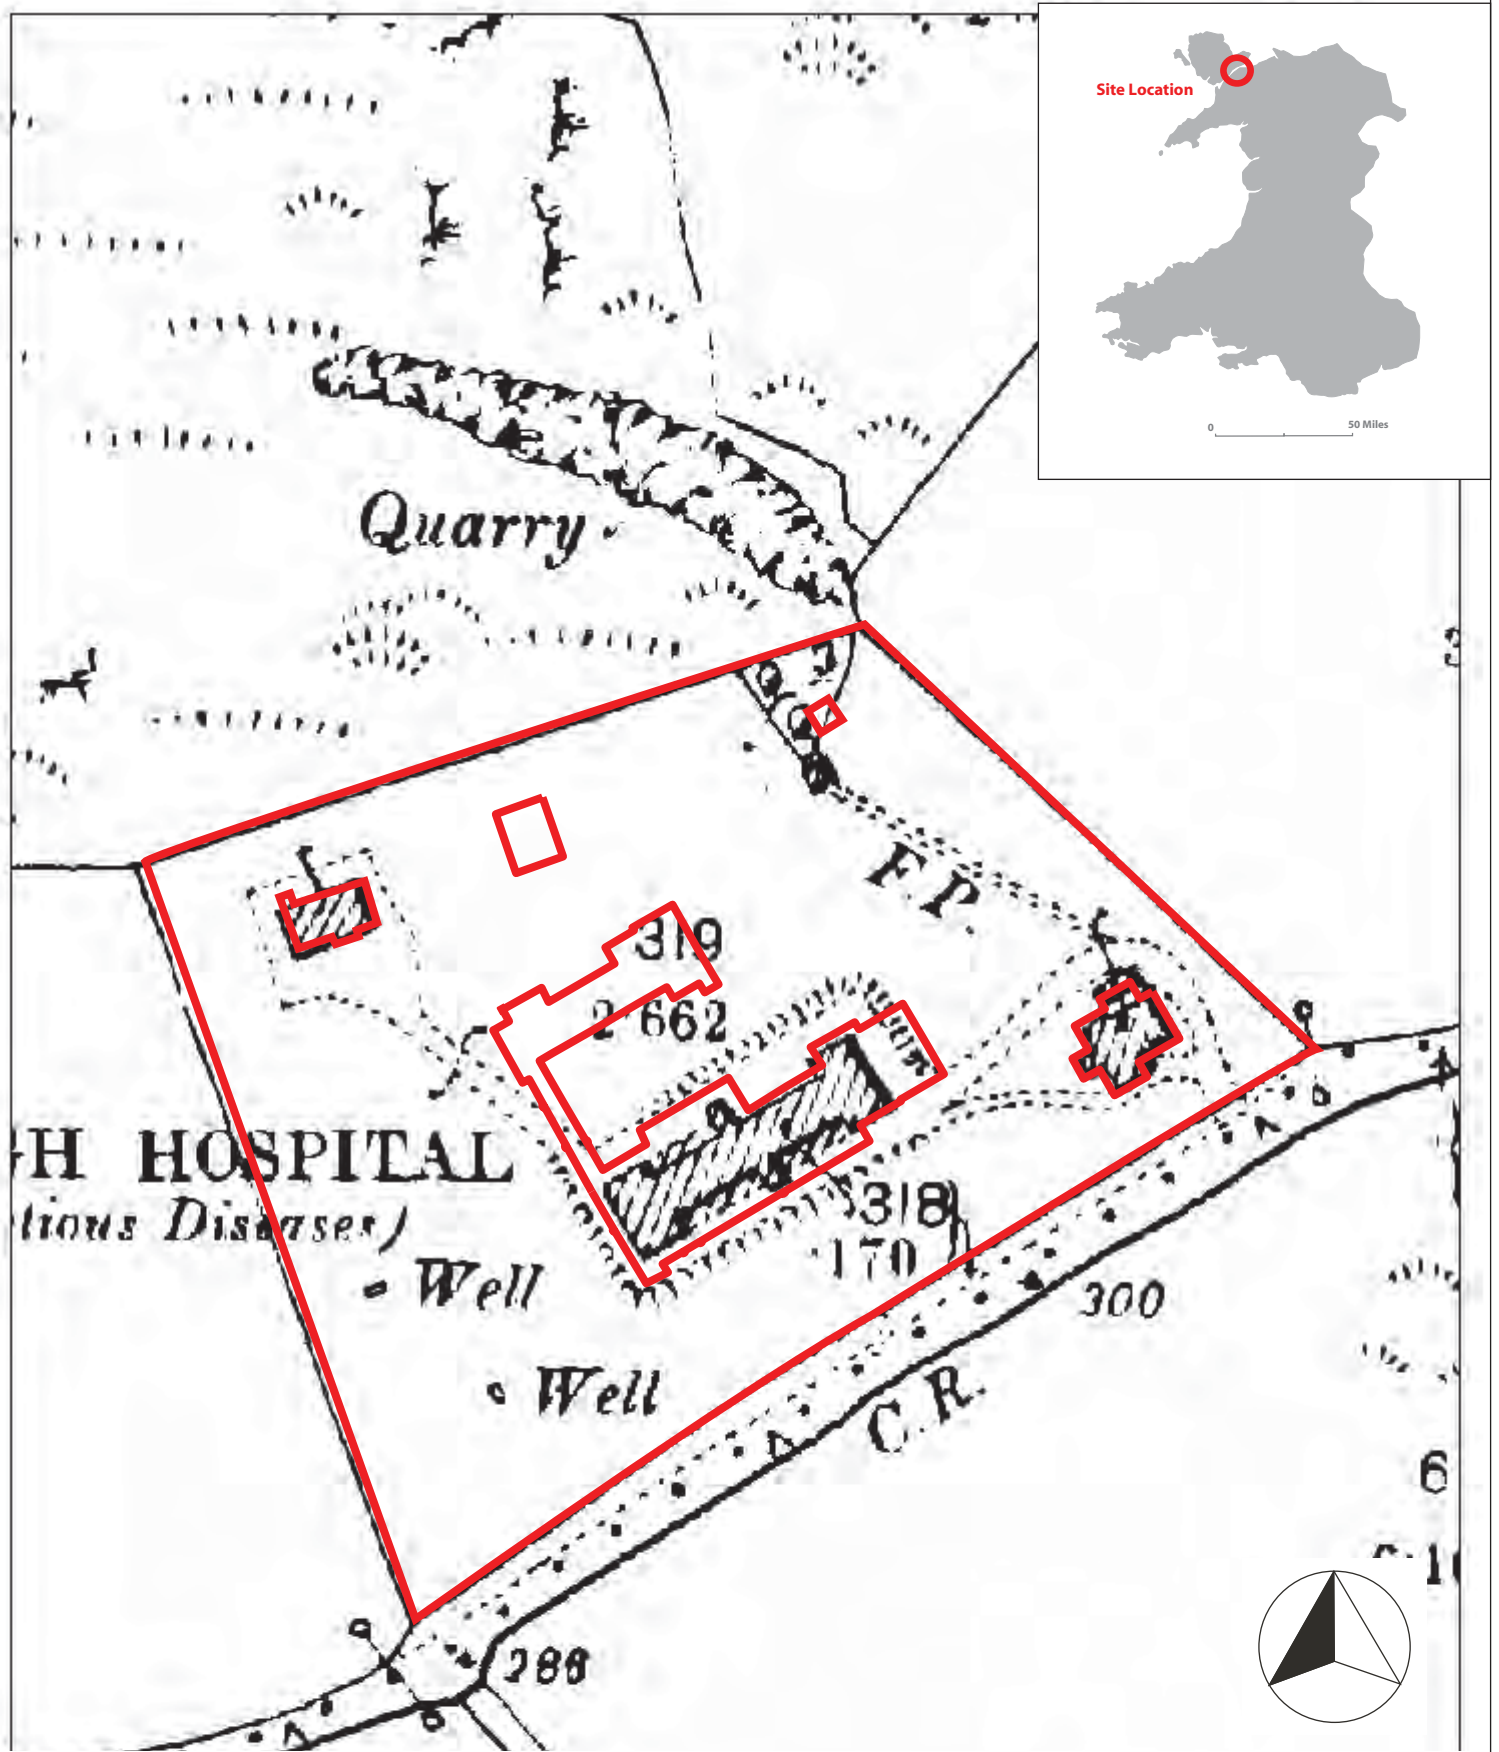 Site Location
0 50 Miles
Quarry
F.P.
319
2·662
GH HOSPITAL
tious Diseases)
318
·170
Well
300
Well
C.R.
6
288